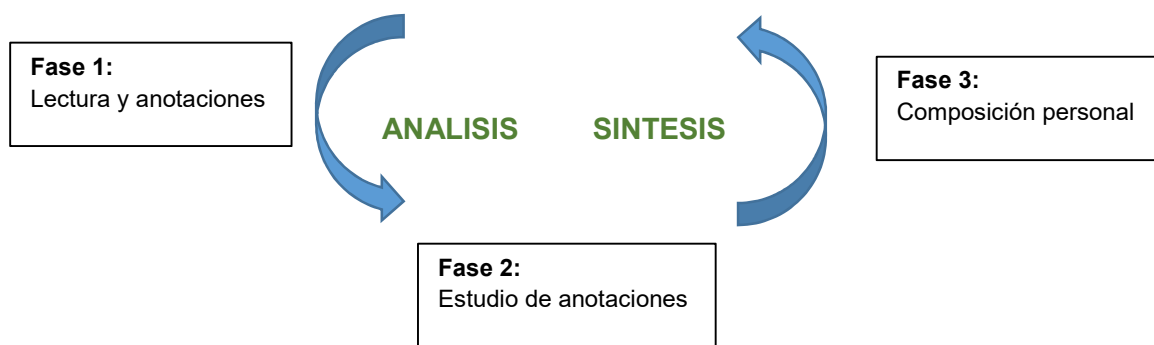 Fase 1:
Lectura y anotaciones
ANALISIS
SINTESIS
Fase 3:
Composición personal
Fase 2:
Estudio de anotaciones